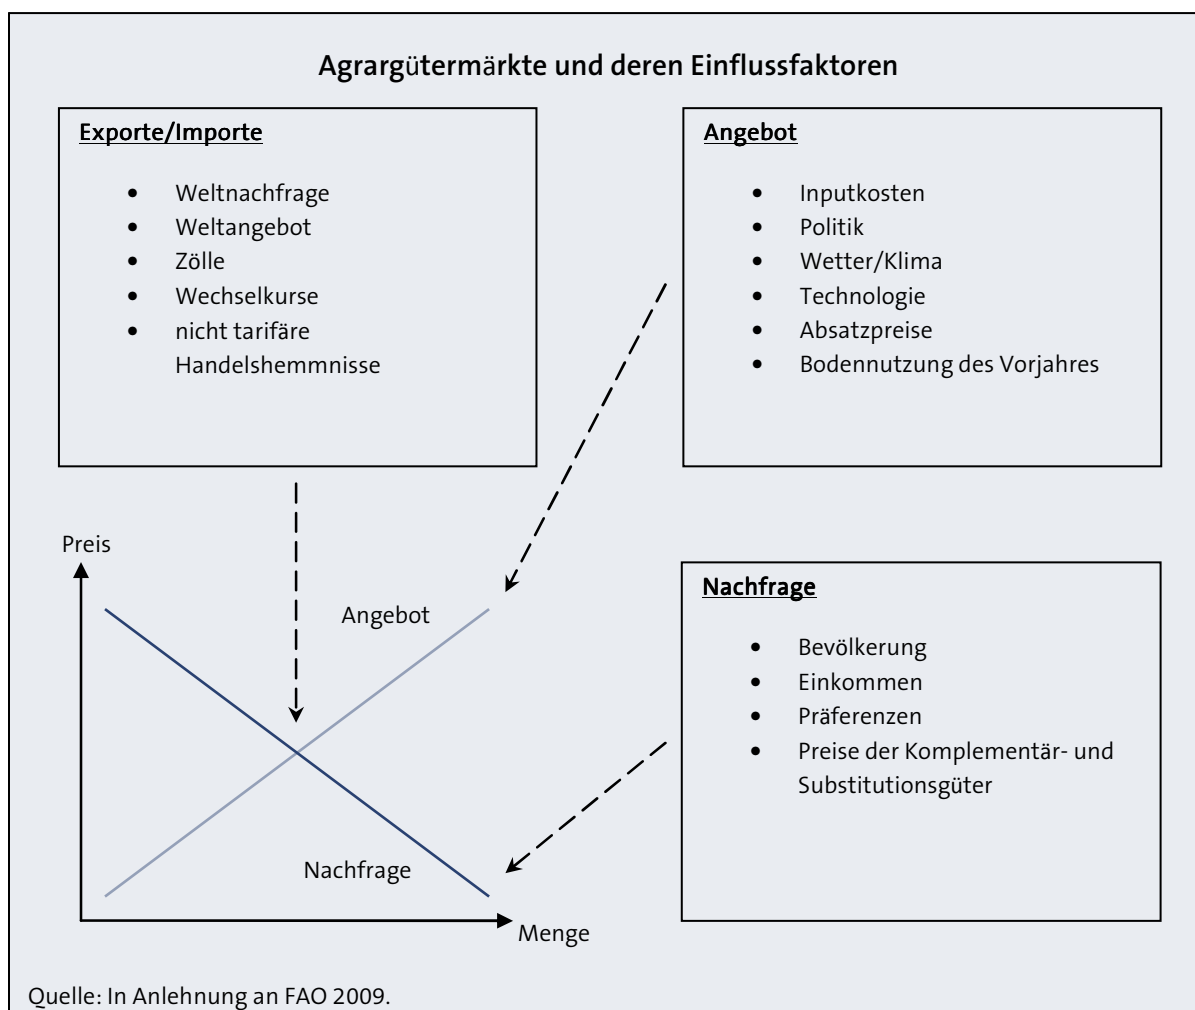 Agrargütermärkte und deren Einflussfaktoren
Exporte/Importe
• Weltnachfrage
• Weltangebot
• Zölle
• Wechselkurse
• nicht tarifäre
Handelshemmnisse
Angebot
• Inputkosten
• Politik
• Wetter/Klima
• Technologie
• Absatzpreise
• Bodennutzung des Vorjahres
Preis
Angebot
Nachfrage
Menge
Nachfrage
• Bevölkerung
• Einkommen
• Präferenzen
• Preise der Komplementär- und
Substitutionsgüter
Quelle: In Anlehnung an FAO 2009.